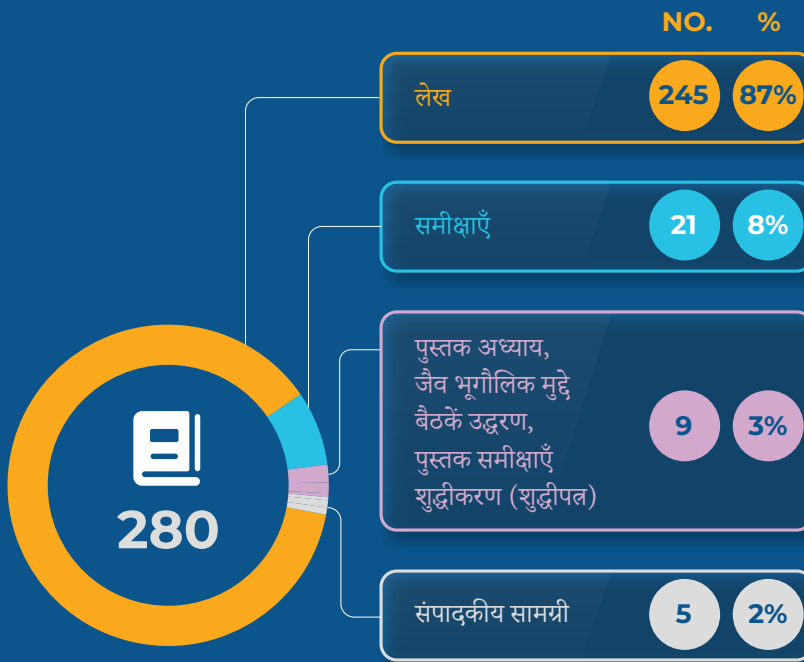 NO. %
लेख 245 87%
समीक्षाएँ 21 8%
पुस्तक अध्याय,
जैव भूगौलिक मुद्दे
बैठकें उद्धरण,
पुस्तक समीक्षाएँ
शुद्धीकरण (शुद्धीपत्न)
9 3%
संपादकीय सामग्री 5 2%
280